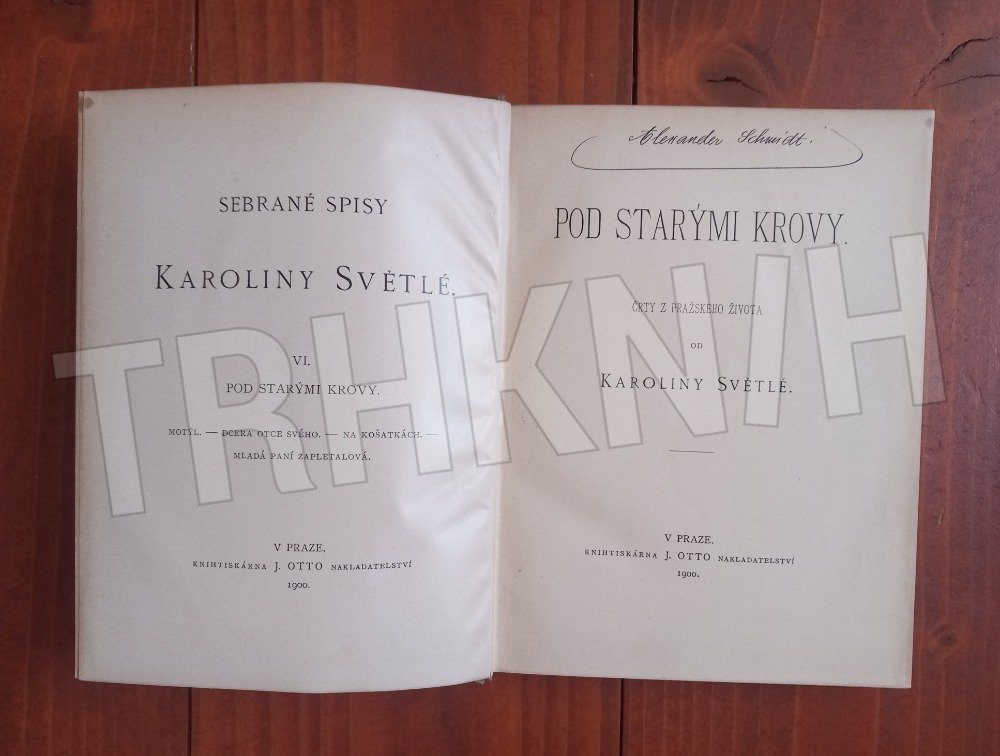 SEBRANÉ SPISY
KAROLINY SVĚTLÉ.
VI.
POD STARÝMI KROVY.
MOTÝL. — DCERA OTCE SVÉHO. — NA KOŠATKÁCH. —
MLADÁ PANÍ ZAPLETALOVÁ.
V PRAZE.
KNIHTISKÁRNA J. OTTO NAKLADATELSTVÍ
1900.
Alexander Schmidt.
POD STARÝMI KROVY.
ČRTY Z PRAŽSKÉHO ŽIVOTA
OD
KAROLINY SVĚTLÉ.
V PRAZE.
KNIHTISKÁRNA J. OTTO NAKLADATELSTVÍ
1900.
TRHKNIH